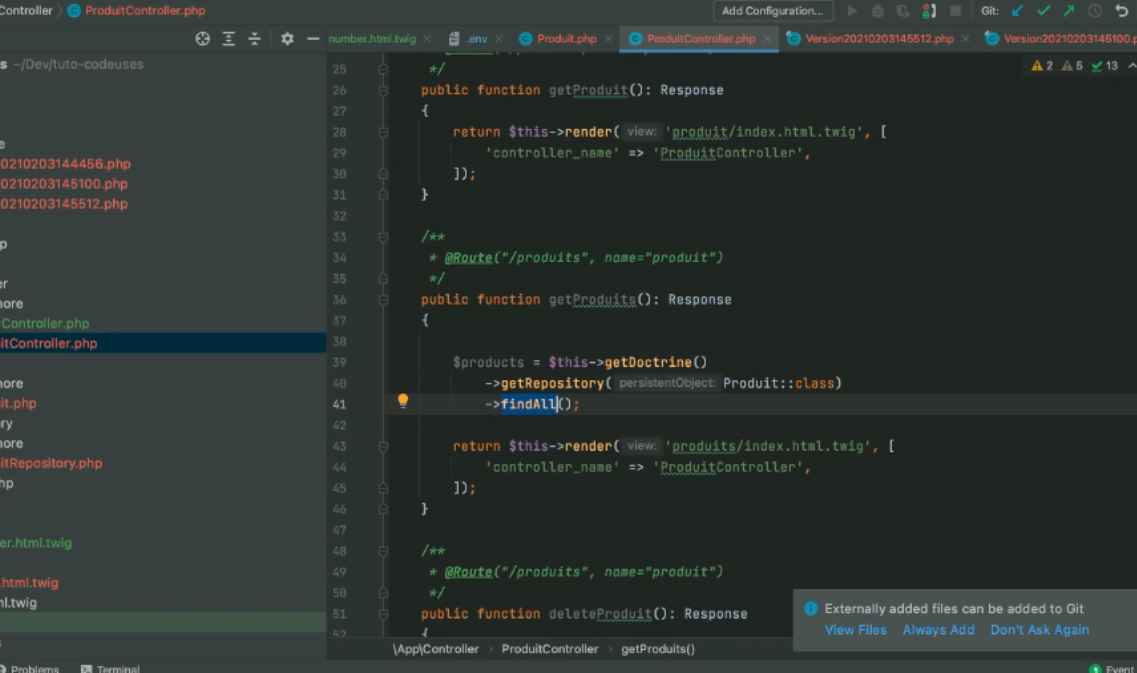 Controller ProduitController.php Add Configuration... Git:
number.html.twig .env Produit.php ProduitController.php Version20210203145512.php Version20210203145100.p
s ~/Dev/tuto-codeuses
e
0210203144456.php
0210203145100.php
0210203145512.php
p
er
nore
Controller.php
itController.php
nore
it.php
ry
nore
itRepository.php
hp
er.html.twig
.html.twig
ml.twig
s
2 5 13
25 */
26 public function getProduit(): Response
27 {
28 return $this->render( view: 'produit/index.html.twig', [
29 'controller_name' => 'ProduitController',
30 ]);
31 }
32
33 /**
34 * @Route("/produits", name="produit")
35 */
36 public function getProduits(): Response
37 {
38
39 $products = $this->getDoctrine()
40 ->getRepository( persistentObject: Produit::class)
41 ->findAll();
42
43 return $this->render( view: 'produits/index.html.twig', [
44 'controller_name' => 'ProduitController',
45 ]);
46 }
47
48 /**
49 * @Route("/produits", name="produit")
50 */
51 public function deleteProduit(): Response
52 {
Externally added files can be added to Git
View Files Always Add Don't Ask Again
\App\Controller ProduitController getProduits()
Problems Terminal Event